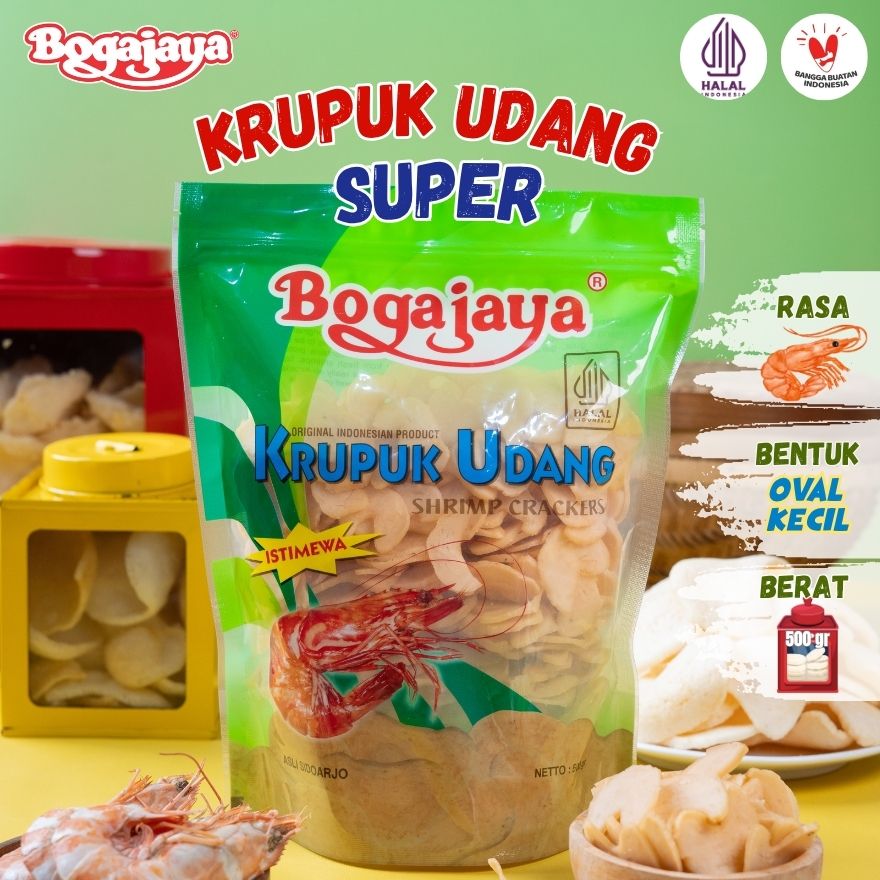 Bogajaya®
HALAL
INDONESIA
BANGGA BUATAN
INDONESIA
KRUPUK UDANG
SUPER
Bogajaya®
HALAL
INDONESIA
ORIGINAL INDONESIAN PRODUCT
KRUPUK UDANG
SHRIMP CRACKERS
ISTIMEWA
ASLI SIDOARJO
NETTO :
RASA
BENTUK
OVAL
KECIL
BERAT
500 gr